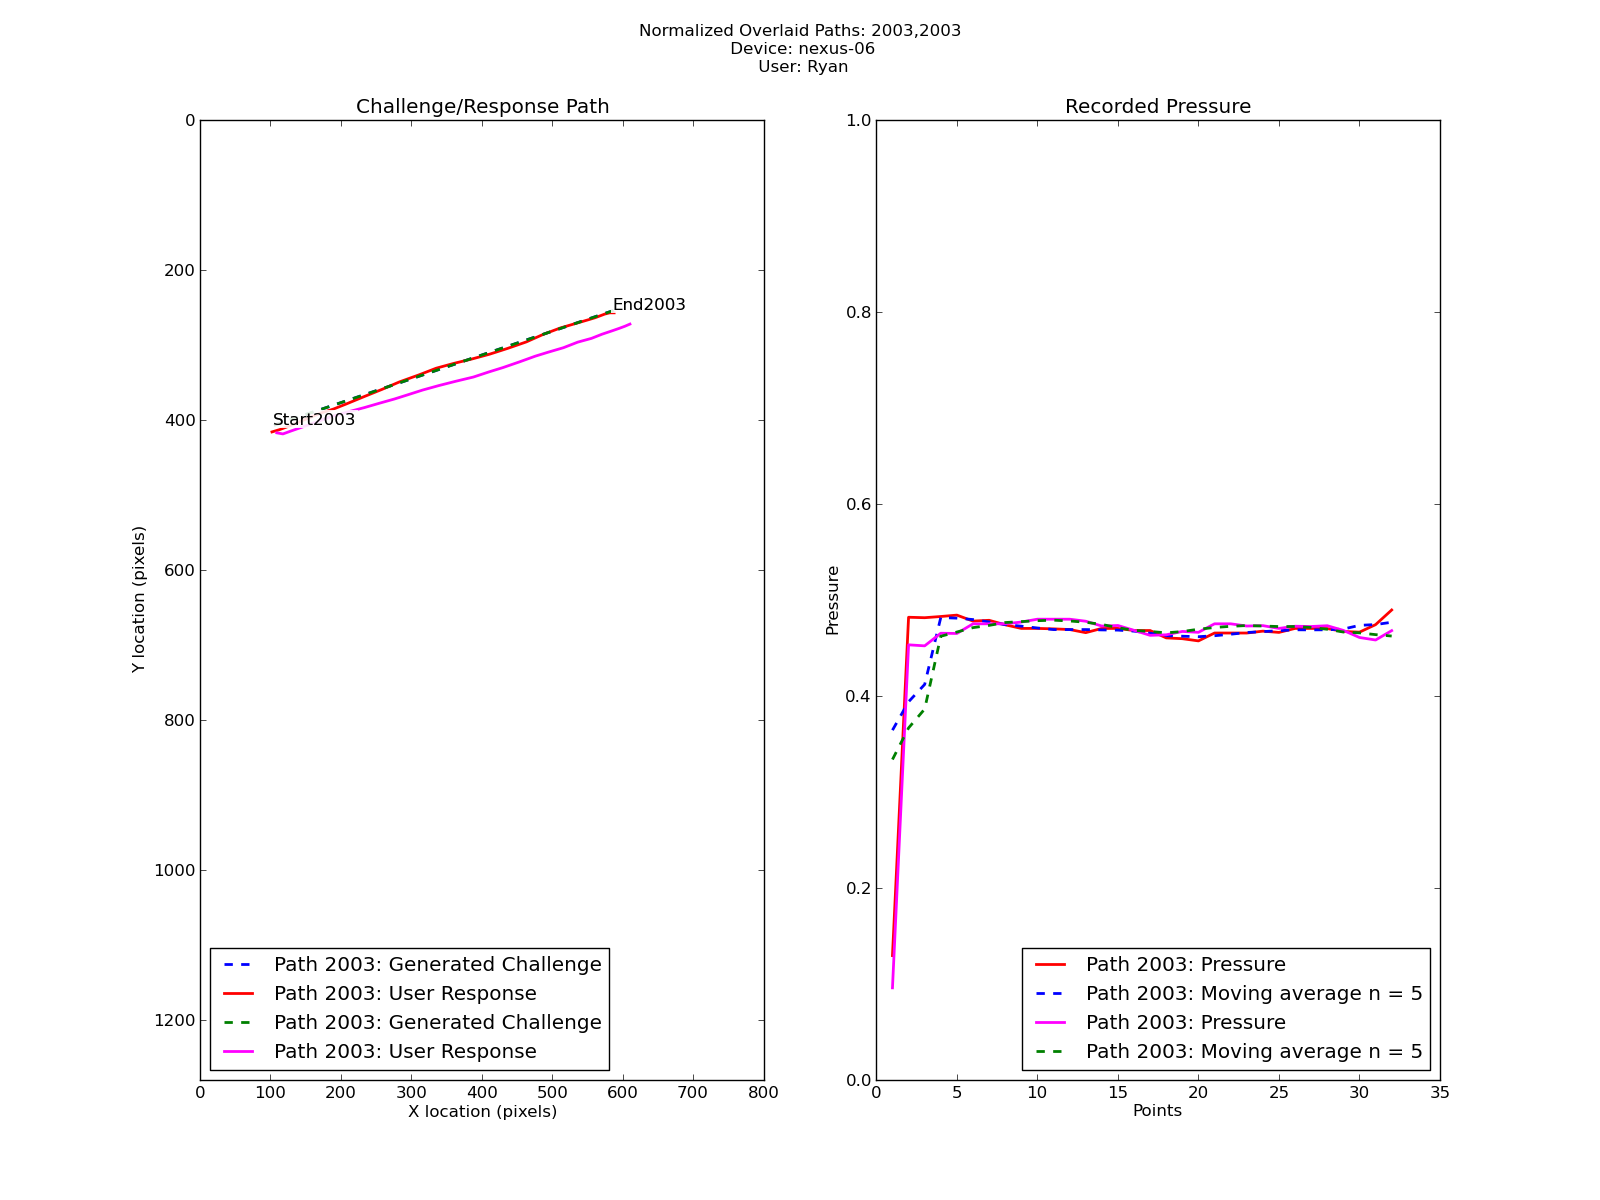 Normalized Overlaid Paths: 2003,2003
Device: nexus-06
User: Ryan
Challenge/Response Path
0
200
400
600
800
1000
1200
Y location (pixels)
End2003
Start2003
Path 2003: Generated Challenge
Path 2003: User Response
Path 2003: Generated Challenge
Path 2003: User Response
0 100 200 300 400 500 600 700 800
X location (pixels)
Recorded Pressure
1.0
0.8
0.6
0.4
0.2
0.0
Pressure
Path 2003: Pressure
Path 2003: Moving average n = 5
Path 2003: Pressure
Path 2003: Moving average n = 5
0 5 10 15 20 25 30 35
Points